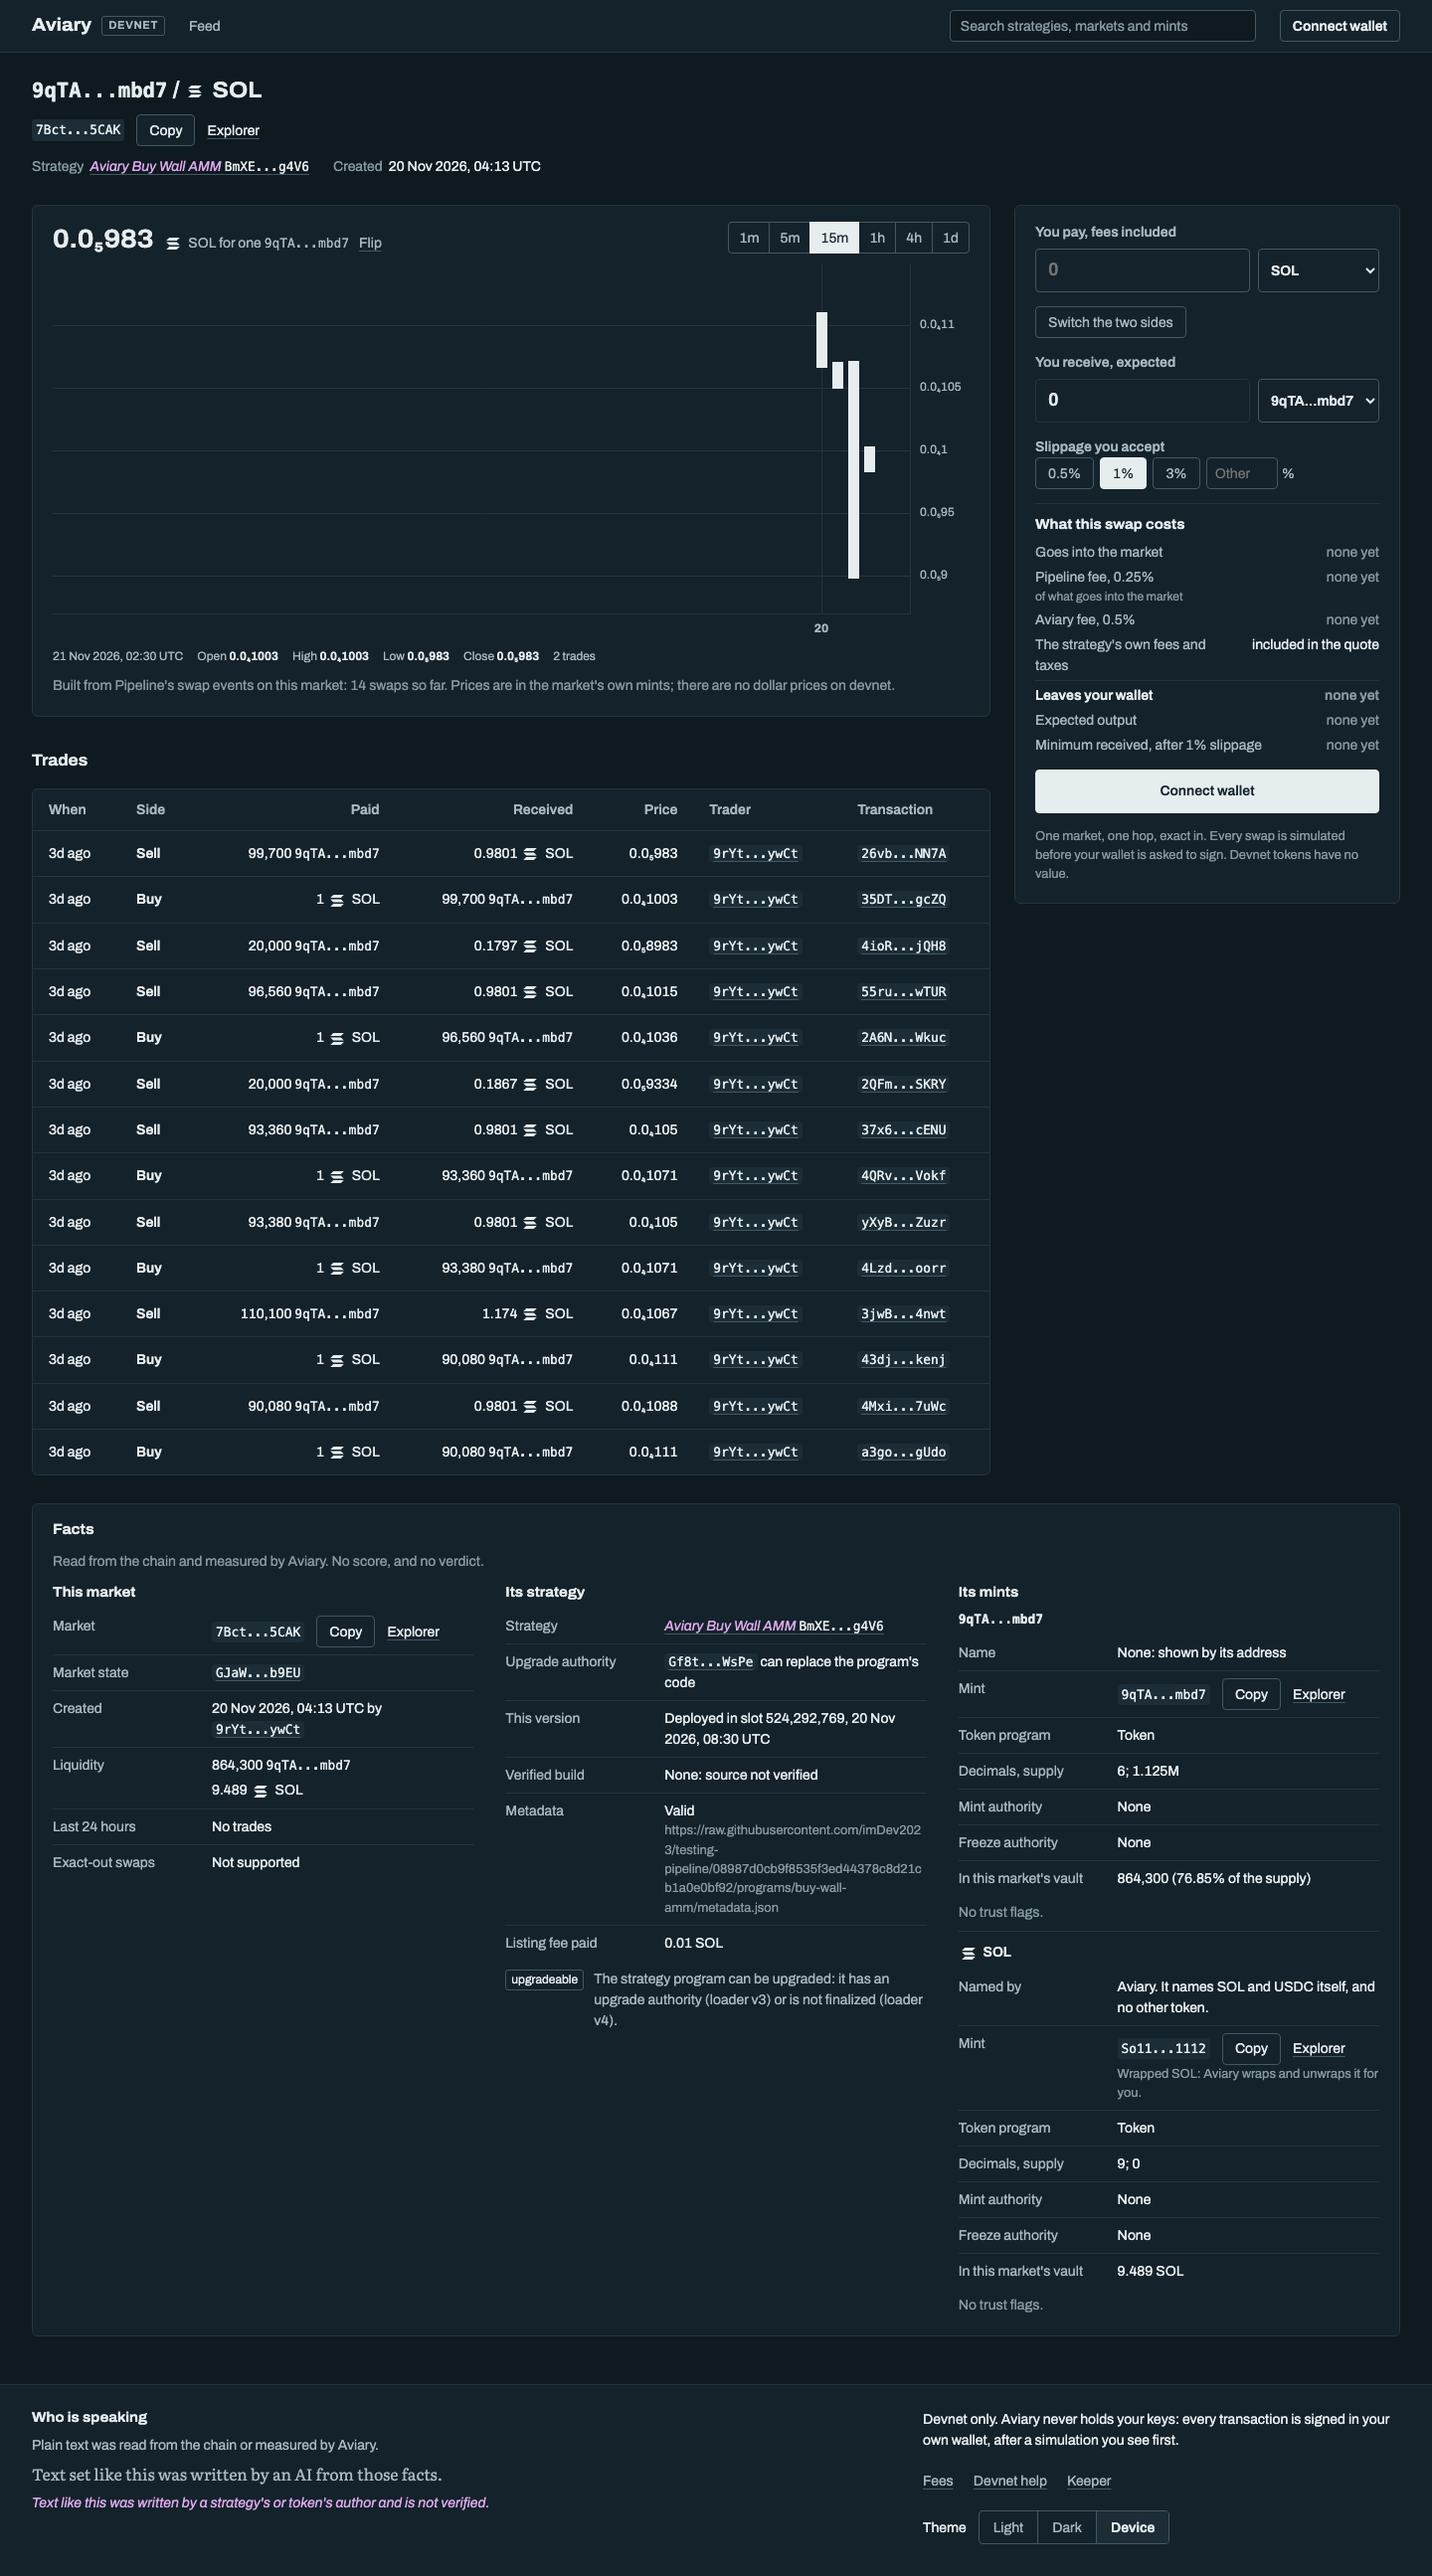 Aviary DEVNET Feed Search strategies, markets and mints Connect wallet
9qTA...mbd7 / SOL
7Bct...5CAK Copy Explorer
Strategy Aviary Buy Wall AMM BmXE...g4V6 Created 20 Nov 2026, 04:13 UTC
0.0₅983 SOL for one 9qTA...mbd7 Flip
1m 5m 15m 1h 4h 1d
0.0₄11
0.0₄105
0.0₄1
0.0₅95
0.0₅9
20
21 Nov 2026, 02:30 UTC Open 0.0₄1003 High 0.0₄1003 Low 0.0₅983 Close 0.0₅983 2 trades
Built from Pipeline's swap events on this market: 14 swaps so far. Prices are in the market's own mints; there are no dollar prices on devnet.
You pay, fees included
0 SOL
Switch the two sides
You receive, expected
0 9qTA...mbd7
Slippage you accept
0.5% 1% 3% Other %
What this swap costs
Goes into the market none yet
Pipeline fee, 0.25% none yet
of what goes into the market
Aviary fee, 0.5% none yet
The strategy's own fees and included in the quote
taxes
Leaves your wallet none yet
Expected output none yet
Minimum received, after 1% slippage none yet
Connect wallet
One market, one hop, exact in. Every swap is simulated
before your wallet is asked to sign. Devnet tokens have no
value.
Trades
When Side Paid Received Price Trader Transaction
3d ago Sell 99,700 9qTA...mbd7 0.9801 SOL 0.0₅983 9rYt...ywCt 26vb...NN7A
3d ago Buy 1 SOL 99,700 9qTA...mbd7 0.0₄1003 9rYt...ywCt 35DT...gcZQ
3d ago Sell 20,000 9qTA...mbd7 0.1797 SOL 0.0₅8983 9rYt...ywCt 4ioR...jQH8
3d ago Sell 96,560 9qTA...mbd7 0.9801 SOL 0.0₄1015 9rYt...ywCt 55ru...wTUR
3d ago Buy 1 SOL 96,560 9qTA...mbd7 0.0₄1036 9rYt...ywCt 2A6N...Wkuc
3d ago Sell 20,000 9qTA...mbd7 0.1867 SOL 0.0₅9334 9rYt...ywCt 2QFm...SKRY
3d ago Sell 93,360 9qTA...mbd7 0.9801 SOL 0.0₄105 9rYt...ywCt 37x6...cENU
3d ago Buy 1 SOL 93,360 9qTA...mbd7 0.0₄1071 9rYt...ywCt 4QRv...Vokf
3d ago Sell 93,380 9qTA...mbd7 0.9801 SOL 0.0₄105 9rYt...ywCt yXyB...Zuzr
3d ago Buy 1 SOL 93,380 9qTA...mbd7 0.0₄1071 9rYt...ywCt 4Lzd...oorr
3d ago Sell 110,100 9qTA...mbd7 1.174 SOL 0.0₄1067 9rYt...ywCt 3jwB...4nwt
3d ago Buy 1 SOL 90,080 9qTA...mbd7 0.0₄111 9rYt...ywCt 43dj...kenj
3d ago Sell 90,080 9qTA...mbd7 0.9801 SOL 0.0₄1088 9rYt...ywCt 4Mxi...7uWc
3d ago Buy 1 SOL 90,080 9qTA...mbd7 0.0₄111 9rYt...ywCt a3go...gUdo
Facts
Read from the chain and measured by Aviary. No score, and no verdict.
This market
Market 7Bct...5CAK Copy Explorer
Market state GJaW...b9EU
Created 20 Nov 2026, 04:13 UTC by
9rYt...ywCt
Liquidity 864,300 9qTA...mbd7
9.489 SOL
Last 24 hours No trades
Exact-out swaps Not supported
Its strategy
Strategy Aviary Buy Wall AMM BmXE...g4V6
Upgrade authority Gf8t...WsPe can replace the program's
code
This version Deployed in slot 524,292,769, 20 Nov
2026, 08:30 UTC
Verified build None: source not verified
Metadata Valid
https://raw.githubusercontent.com/imDev202
3/testing-
pipeline/08987d0cb9f8535f3ed44378c8d21c
b1a0e0bf92/programs/buy-wall-
amm/metadata.json
Listing fee paid 0.01 SOL
upgradeable The strategy program can be upgraded: it has an
upgrade authority (loader v3) or is not finalized (loader
v4).
Its mints
9qTA...mbd7
Name None: shown by its address
Mint 9qTA...mbd7 Copy Explorer
Token program Token
Decimals, supply 6; 1.125M
Mint authority None
Freeze authority None
In this market's vault 864,300 (76.85% of the supply)
No trust flags.
SOL
Named by Aviary. It names SOL and USDC itself, and
no other token.
Mint So11...1112 Copy Explorer
Wrapped SOL: Aviary wraps and unwraps it for
you.
Token program Token
Decimals, supply 9; 0
Mint authority None
Freeze authority None
In this market's vault 9.489 SOL
No trust flags.
Who is speaking
Plain text was read from the chain or measured by Aviary.
Text set like this was written by an AI from those facts.
Text like this was written by a strategy's or token's author and is not verified.
Devnet only. Aviary never holds your keys: every transaction is signed in your
own wallet, after a simulation you see first.
Fees Devnet help Keeper
Theme Light Dark Device